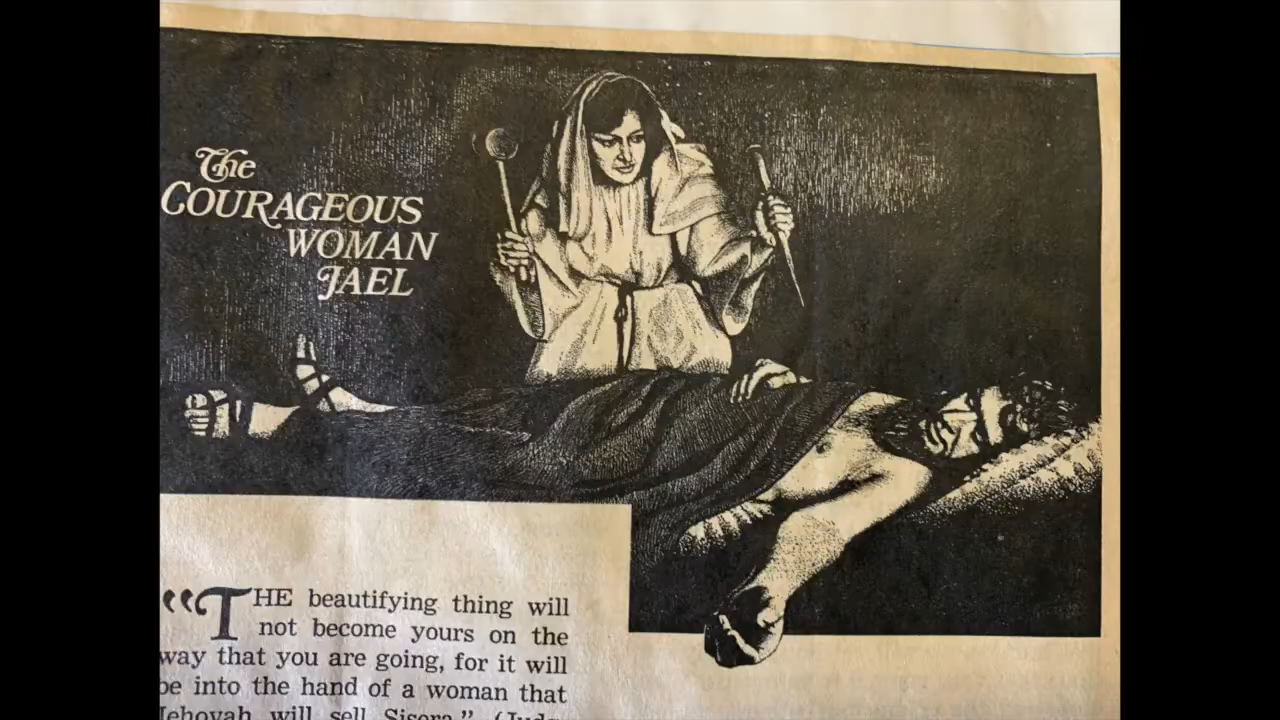 The
COURAGEOUS
WOMAN
JAEL
“THE beautifying thing will
not become yours on the
way that you are going, for it will
be into the hand of a woman that
Jehovah will sell Sisera.” (Judg.